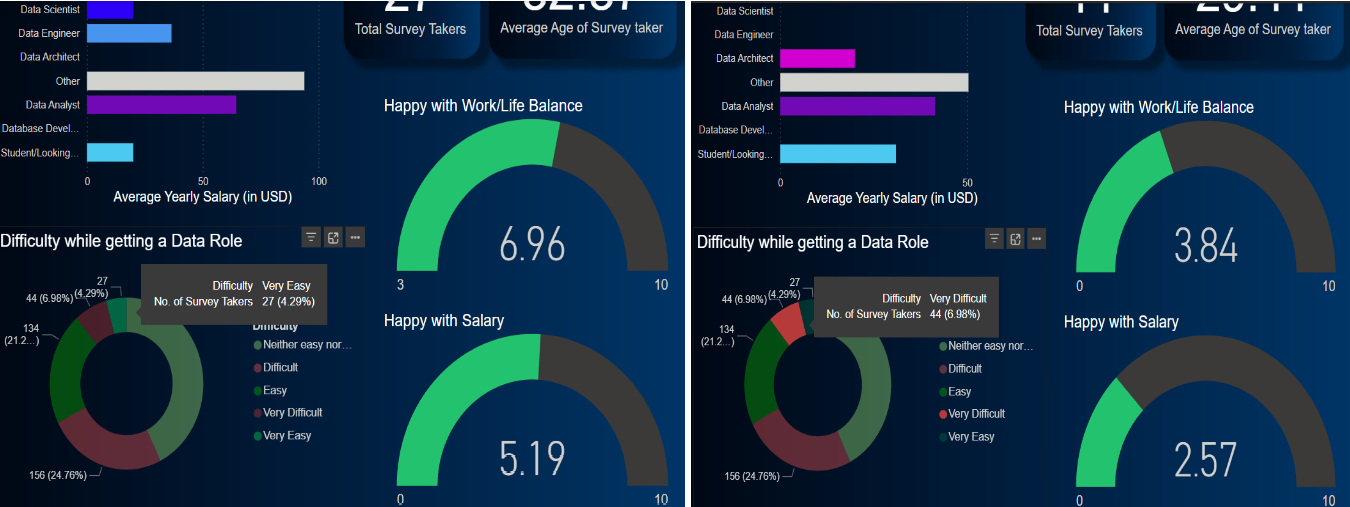 Data Scientist
Data Engineer
Data Architect
Other
Data Analyst
Database Devel...
Student/Looking...
0 50 100
Average Yearly Salary (in USD)
27
Total Survey Takers
Average Age of Survey taker
Happy with Work/Life Balance
6.96
3 10
Difficulty while getting a Data Role
Difficulty Very Easy
No. of Survey Takers 27 (4.29%)
27
(4.29%)
44 (6.98%)
134
(21.2...)
156 (24.76%)
Difficulty
Neither easy nor...
Difficult
Easy
Very Difficult
Very Easy
Happy with Salary
5.19
0 10
Data Scientist
Data Engineer
Data Architect
Other
Data Analyst
Database Devel...
Student/Looking...
0 50
Average Yearly Salary (in USD)
Total Survey Takers
Average Age of Survey taker
Happy with Work/Life Balance
3.84
0 10
Difficulty while getting a Data Role
Difficulty Very Difficult
No. of Survey Takers 44 (6.98%)
27
(4.29%)
44 (6.98%)
134
(21.2...)
156 (24.76%)
Neither easy nor...
Difficult
Easy
Very Difficult
Very Easy
Happy with Salary
2.57
0 10